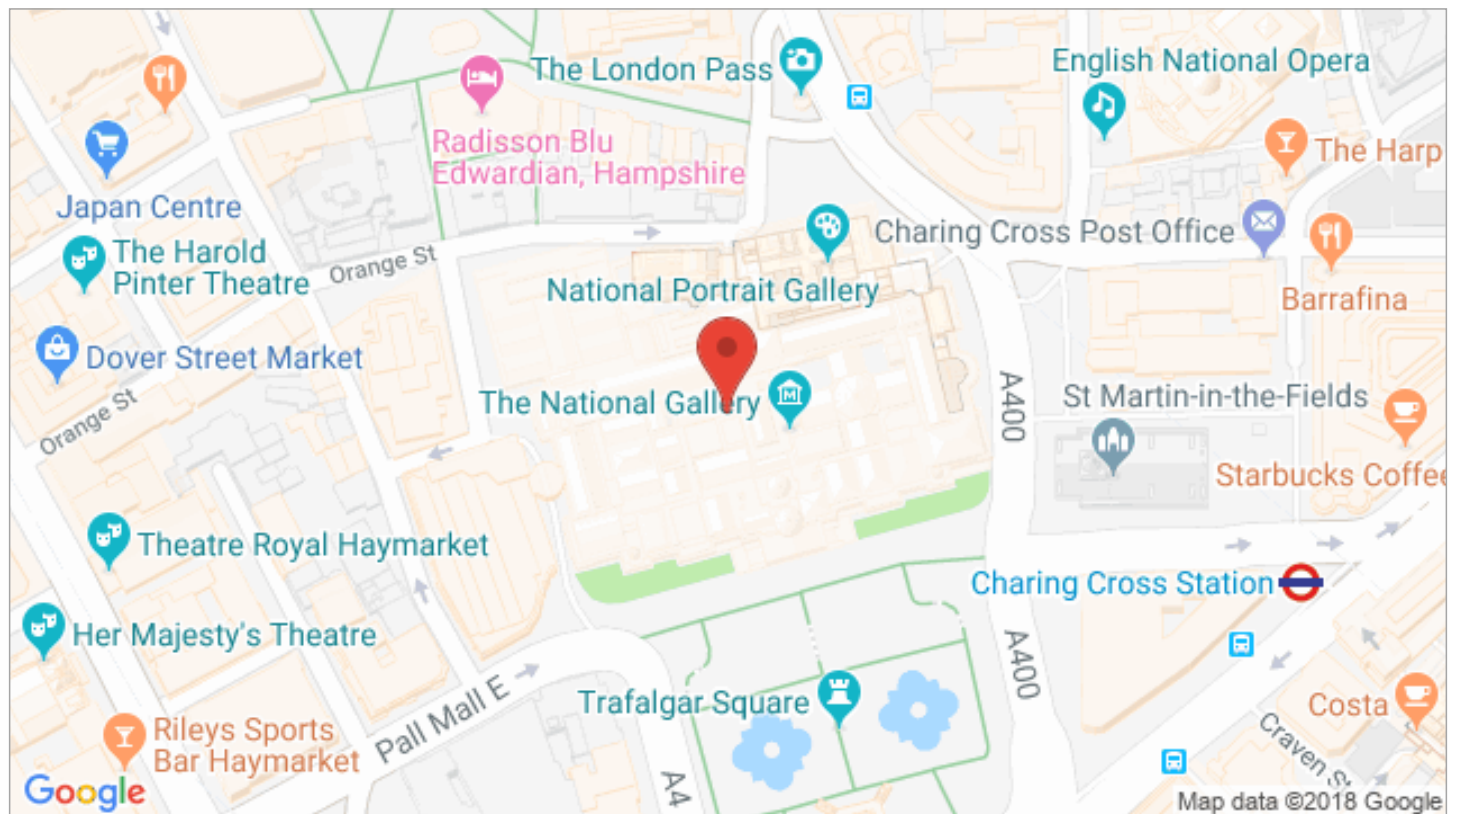 The London Pass
English National Opera
Radisson Blu
Edwardian, Hampshire
The Harp
Japan Centre
The Harold
Pinter Theatre
Orange St
Charing Cross Post Office
National Portrait Gallery
Barrafina
Dover Street Market
The National Gallery
A400
St Martin-in-the-Fields
Orange St
Starbucks Coffee
Theatre Royal Haymarket
Charing Cross Station
Her Majesty's Theatre
A400
Trafalgar Square
Pall Mall E
Costa
Rileys Sports
Bar Haymarket
Craven St
A4
Google
Map data ©2018 Google